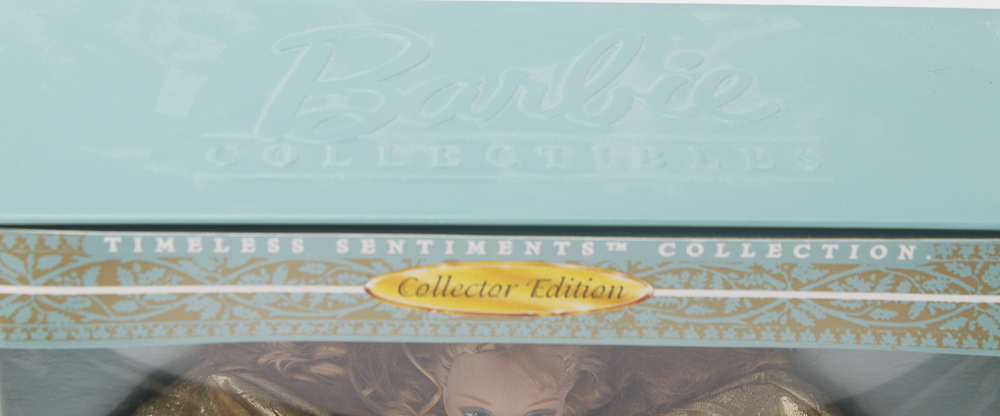 Barbie
COLLECTIBLES
TIMELESS SENTIMENTS™ COLLECTION.
Collector Edition